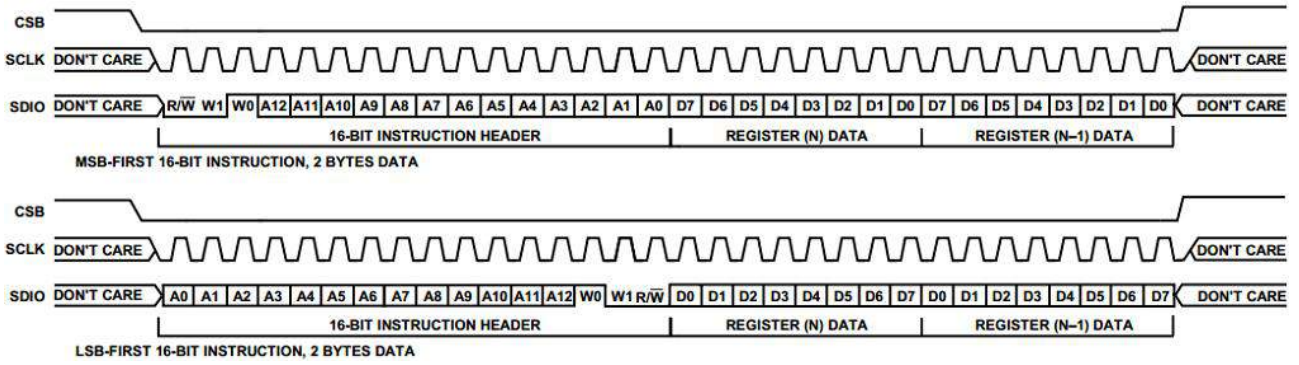 CSB
SCLK DON'T CARE DON'T CARE
SDIO DON'T CARE R/W̅ W1 W0 A12 A11 A10 A9 A8 A7 A6 A5 A4 A3 A2 A1 A0 D7 D6 D5 D4 D3 D2 D1 D0 D7 D6 D5 D4 D3 D2 D1 D0 DON'T CARE
16-BIT INSTRUCTION HEADER REGISTER (N) DATA REGISTER (N–1) DATA
MSB-FIRST 16-BIT INSTRUCTION, 2 BYTES DATA
CSB
SCLK DON'T CARE DON'T CARE
SDIO DON'T CARE A0 A1 A2 A3 A4 A5 A6 A7 A8 A9 A10 A11 A12 W0 W1 R/W̅ D0 D1 D2 D3 D4 D5 D6 D7 D0 D1 D2 D3 D4 D5 D6 D7 DON'T CARE
16-BIT INSTRUCTION HEADER REGISTER (N) DATA REGISTER (N–1) DATA
LSB-FIRST 16-BIT INSTRUCTION, 2 BYTES DATA